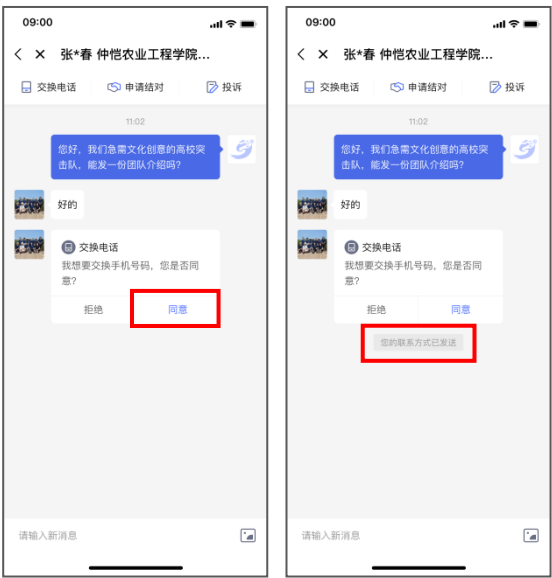 09:00
张*春 仲恺农业工程学院...
交换电话
申请结对
投诉
11:02
您好，我们急需文化创意的高校突
击队，能发一份团队介绍吗？
好的
交换电话
我想要交换手机号码，您是否同
意？
拒绝
同意
请输入新消息
09:00
张*春 仲恺农业工程学院...
交换电话
申请结对
投诉
11:02
您好，我们急需文化创意的高校突
击队，能发一份团队介绍吗？
好的
交换电话
我想要交换手机号码，您是否同
意？
拒绝
同意
您的联系方式已发送
请输入新消息